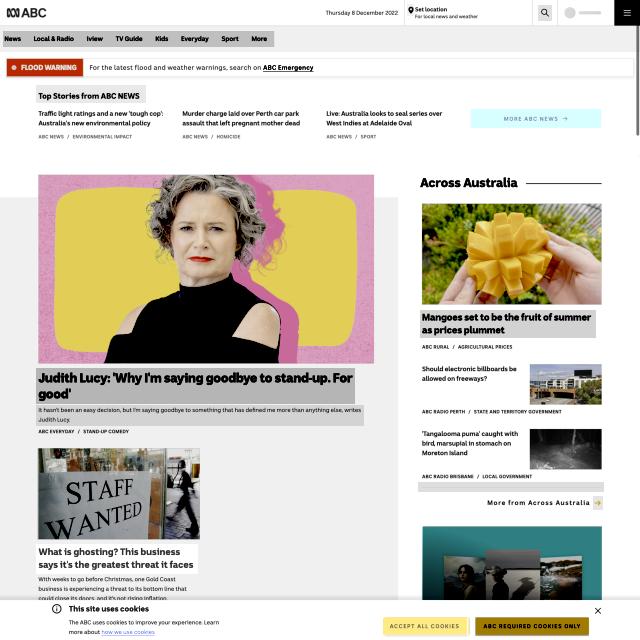 ABC
Thursday 8 December 2022
Set location
For local news and weather
News Local & Radio Iview TV Guide Kids Everyday Sport More
FLOOD WARNING
For the latest flood and weather warnings, search on ABC Emergency
Top Stories from ABC NEWS
Traffic light ratings and a new 'tough cop':
Australia's new environmental policy
ABC NEWS / ENVIRONMENTAL IMPACT
Murder charge laid over Perth car park
assault that left pregnant mother dead
ABC NEWS / HOMICIDE
Live: Australia looks to seal series over
West Indies at Adelaide Oval
ABC NEWS / SPORT
MORE ABC NEWS →
Judith Lucy: 'Why I'm saying goodbye to stand-up. For
good'
It hasn't been an easy decision, but I'm saying goodbye to something that has defined me more than anything else, writes
Judith Lucy.
ABC EVERYDAY / STAND-UP COMEDY
STAFF
WANTED
What is ghosting? This business
says it's the greatest threat it faces
With weeks to go before Christmas, one Gold Coast
business is experiencing a threat to its bottom line that
could close its doors, and it's not rising inflation.
Across Australia
Mangoes set to be the fruit of summer
as prices plummet
ABC RURAL / AGRICULTURAL PRICES
Should electronic billboards be
allowed on freeways?
ABC RADIO PERTH / STATE AND TERRITORY GOVERNMENT
'Tangalooma puma' caught with
bird, marsupial in stomach on
Moreton Island
ABC RADIO BRISBANE / LOCAL GOVERNMENT
More from Across Australia →
This site uses cookies
The ABC uses cookies to improve your experience. Learn
more about how we use cookies
ACCEPT ALL COOKIES
ABC REQUIRED COOKIES ONLY